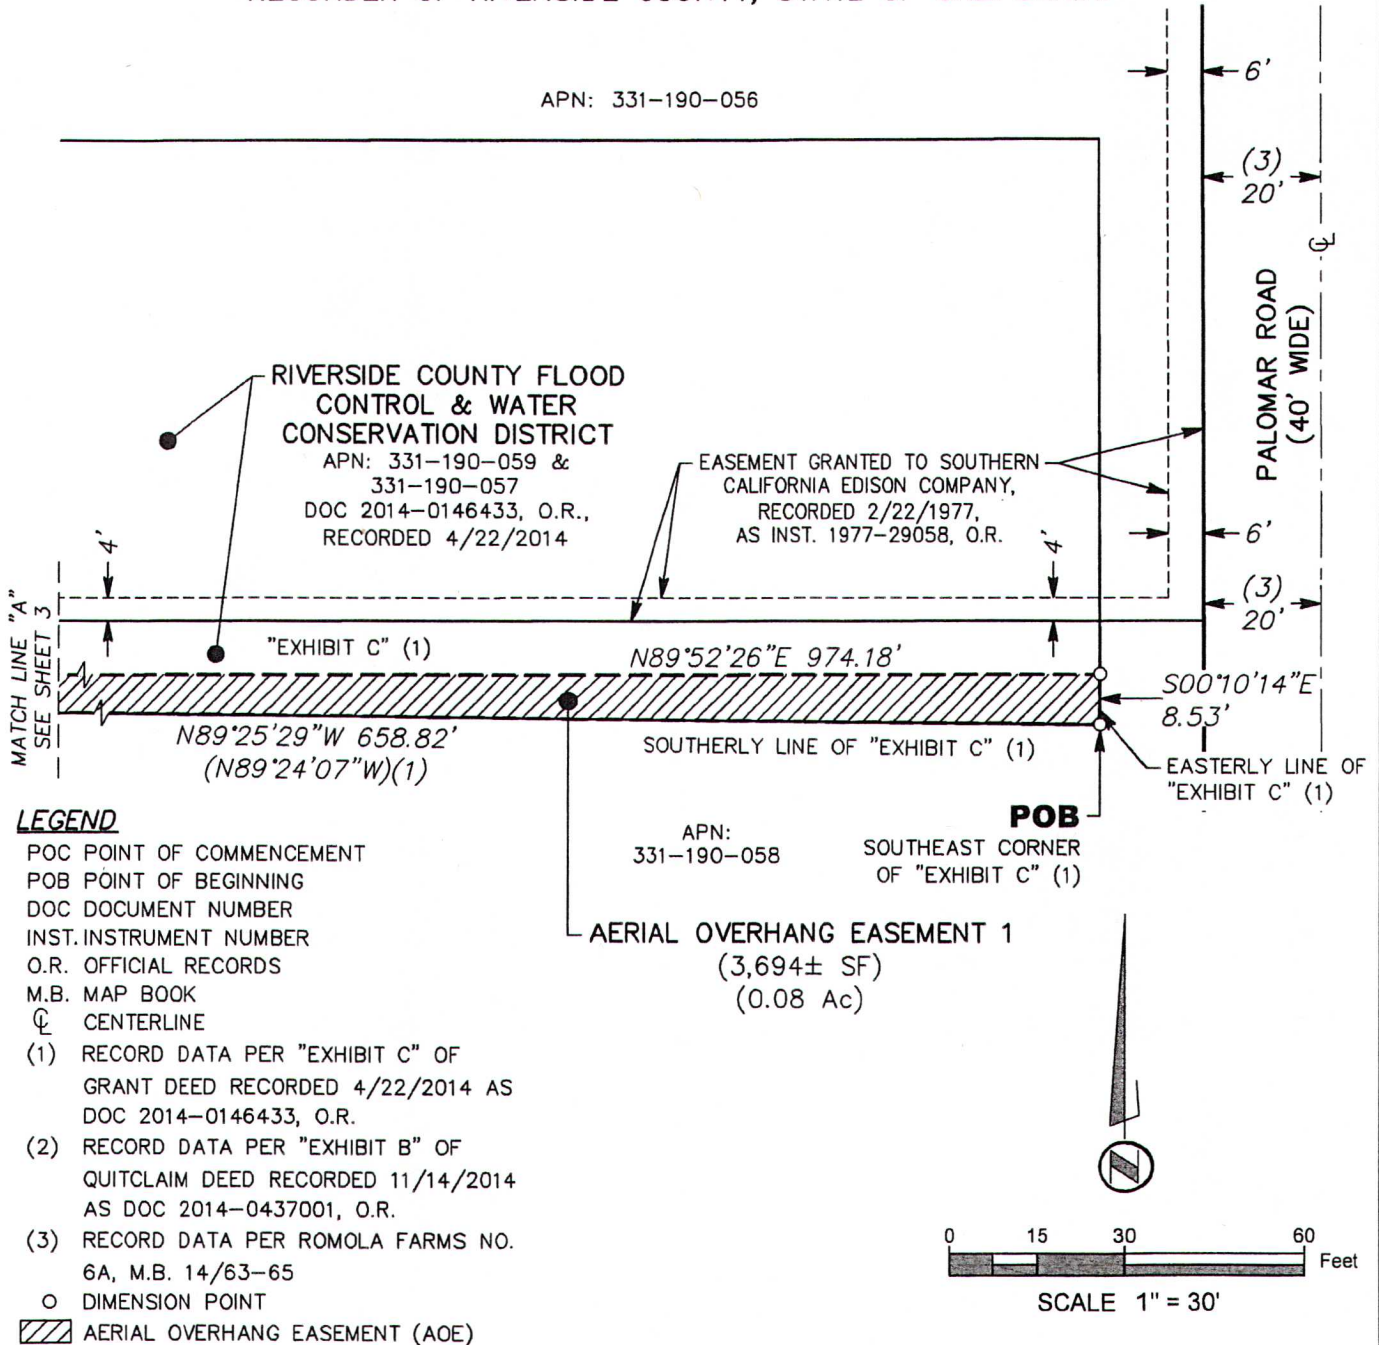 APN: 331-190-056
6'
(3)
20'
PALOMAR ROAD
(40' WIDE)
RIVERSIDE COUNTY FLOOD
CONTROL & WATER
CONSERVATION DISTRICT
APN: 331-190-059 &
331-190-057
DOC 2014-0146433, O.R.,
RECORDED 4/22/2014
EASEMENT GRANTED TO SOUTHERN
CALIFORNIA EDISON COMPANY,
RECORDED 2/22/1977,
AS INST. 1977-29058, O.R.
4'
4'
6'
(3)
20'
MATCH LINE "A"
SEE SHEET 3
"EXHIBIT C" (1)
N89°52'26"E 974.18'
S00°10'14"E
8.53'
N89°25'29"W 658.82'
(N89°24'07"W)(1)
SOUTHERLY LINE OF "EXHIBIT C" (1)
EASTERLY LINE OF
"EXHIBIT C" (1)
POB
SOUTHEAST CORNER
OF "EXHIBIT C" (1)
APN:
331-190-058
AERIAL OVERHANG EASEMENT 1
(3,694± SF)
(0.08 Ac)
LEGEND
POC POINT OF COMMENCEMENT
POB POINT OF BEGINNING
DOC DOCUMENT NUMBER
INST. INSTRUMENT NUMBER
O.R. OFFICIAL RECORDS
M.B. MAP BOOK
℄ CENTERLINE
(1) RECORD DATA PER "EXHIBIT C" OF
GRANT DEED RECORDED 4/22/2014 AS
DOC 2014-0146433, O.R.
(2) RECORD DATA PER "EXHIBIT B" OF
QUITCLAIM DEED RECORDED 11/14/2014
AS DOC 2014-0437001, O.R.
(3) RECORD DATA PER ROMOLA FARMS NO.
6A, M.B. 14/63-65
DIMENSION POINT
AERIAL OVERHANG EASEMENT (AOE)
N
0 15 30 60
Feet
SCALE 1" = 30'